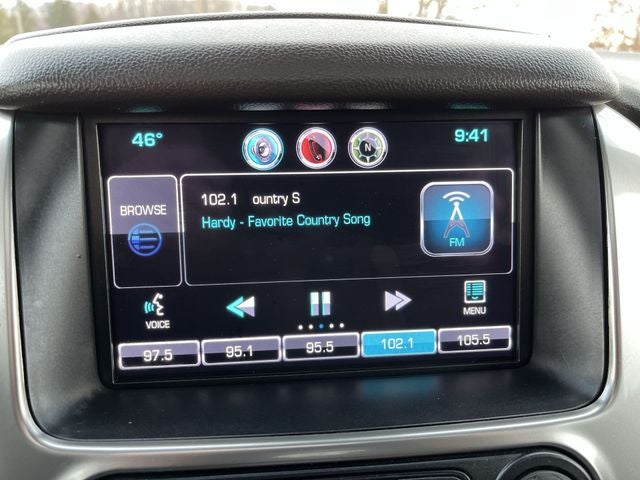 46°
N
9:41
BROWSE
102.1 ountry S
Hardy - Favorite Country Song
FM
VOICE
MENU
97.5 95.1 95.5 102.1 105.5